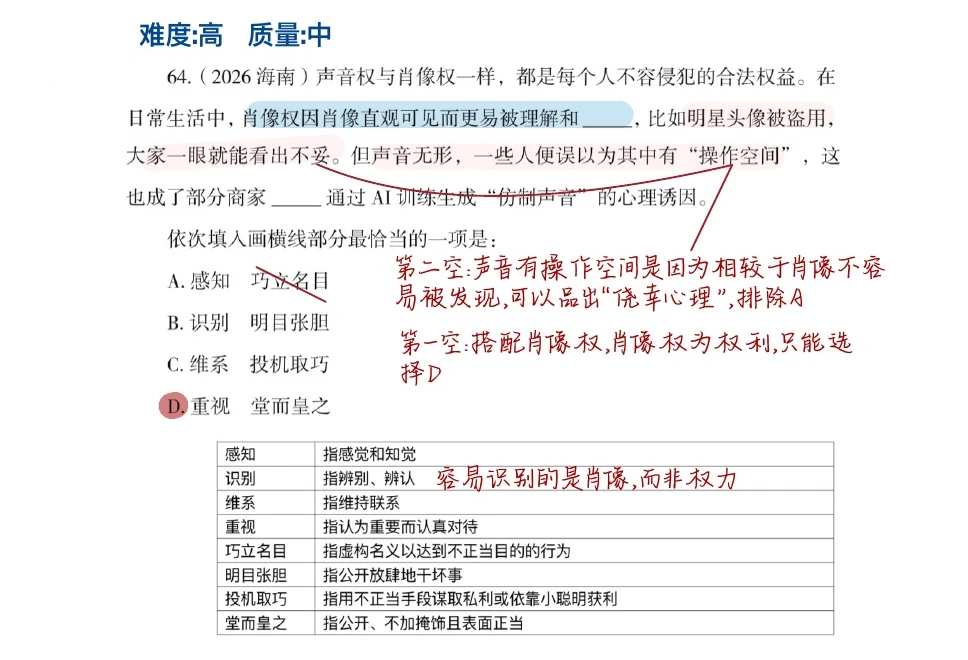 难度:高 质量:中
64.（2026 海南）声音权与肖像权一样，都是每个人不容侵犯的合法权益。在
日常生活中，肖像权因肖像直观可见而更易被理解和_____，比如明星头像被盗用，
大家一眼就能看出不妥。但声音无形，一些人便误以为其中有“操作空间”，这
也成了部分商家_____通过 AI 训练生成“仿制声音”的心理诱因。
依次填入画横线部分最恰当的一项是：
A. 感知 巧立名目
第二空:声音有操作空间是因为相较于肖像不容
易被发现,可以品出“侥幸心理”,排除A
B. 识别 明目张胆
第一空:搭配肖像权,肖像权为权利,只能选
择D
C. 维系 投机取巧
D. 重视 堂而皇之
感知 指感觉和知觉
识别 指辨别、辨认 容易识别的是肖像,而非权力
维系 指维持联系
重视 指认为重要而认真对待
巧立名目 指虚构名义以达到不正当目的的行为
明目张胆 指公开放肆地干坏事
投机取巧 指用不正当手段谋取私利或依靠小聪明获利
堂而皇之 指公开、不加掩饰且表面正当